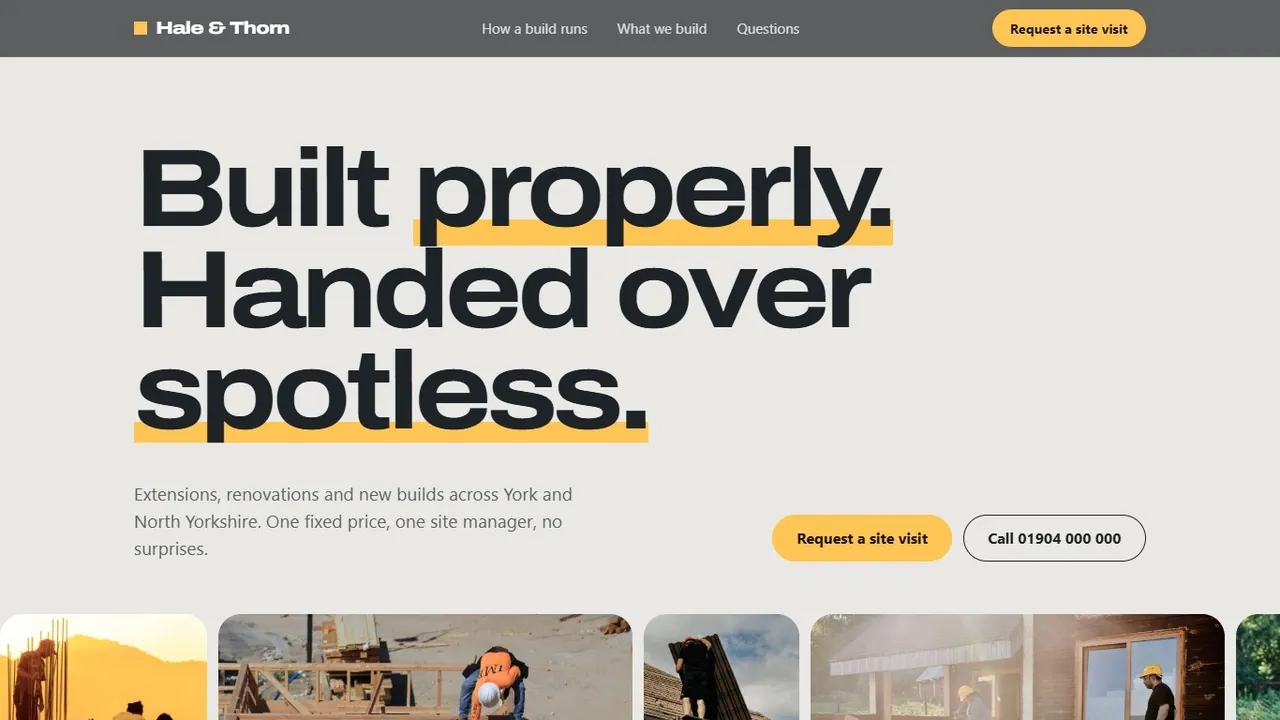 Hale & Thorn
How a build runs
What we build
Questions
Request a site visit
Built properly.
Handed over
spotless.
Extensions, renovations and new builds across York and
North Yorkshire. One fixed price, one site manager, no
surprises.
Request a site visit
Call 01904 000 000